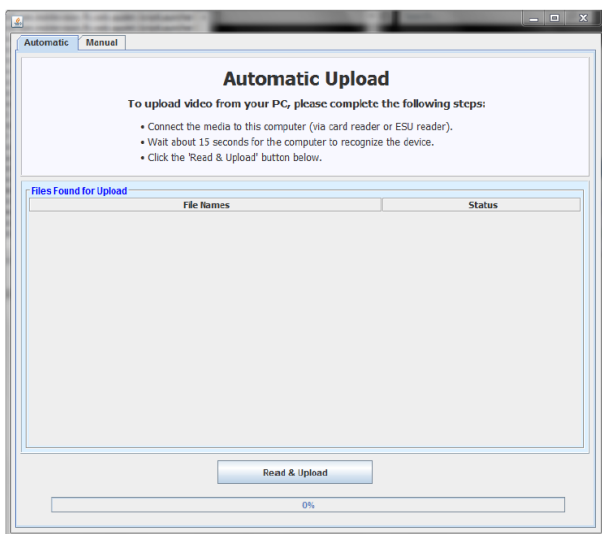 Automatic Manual
Automatic Upload
To upload video from your PC, please complete the following steps:
• Connect the media to this computer (via card reader or ESU reader).
• Wait about 15 seconds for the computer to recognize the device.
• Click the 'Read & Upload' button below.
Files Found for Upload
File Names Status
Read & Upload
0%